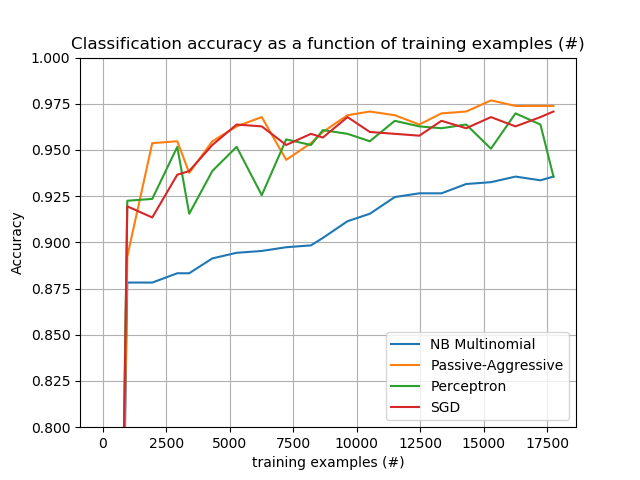 Classification accuracy as a function of training examples (#)
1.000
0.975
0.950
0.925
0.900
0.875
0.850
0.825
0.800
Accuracy
NB Multinomial
Passive-Aggressive
Perceptron
SGD
0 2500 5000 7500 10000 12500 15000 17500
training examples (#)